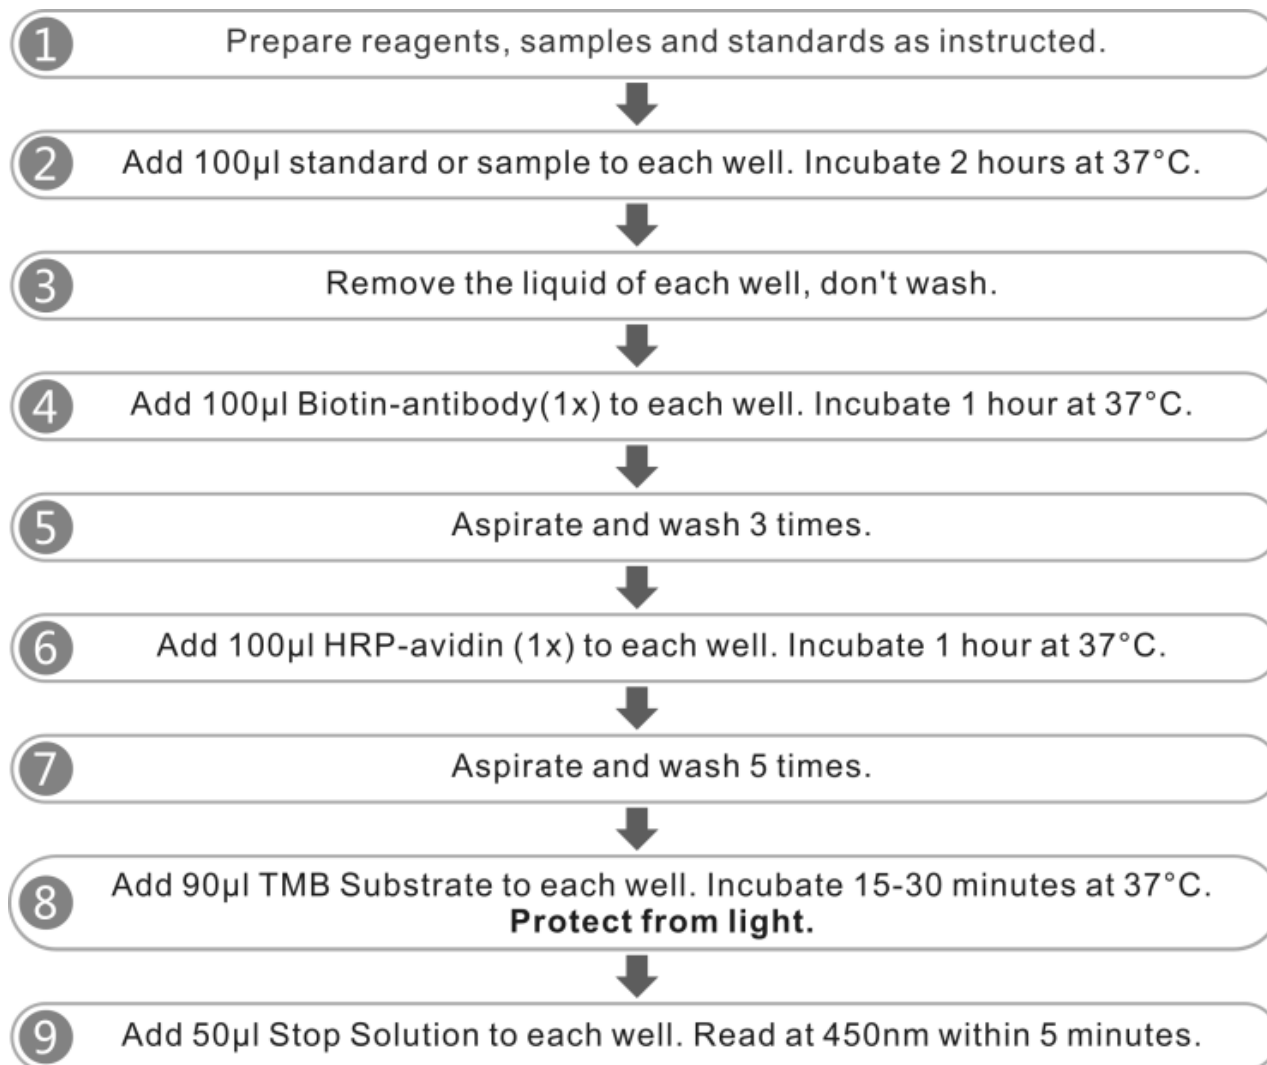 1 Prepare reagents, samples and standards as instructed.
2 Add 100µl standard or sample to each well. Incubate 2 hours at 37°C.
3 Remove the liquid of each well, don't wash.
4 Add 100µl Biotin-antibody(1x) to each well. Incubate 1 hour at 37°C.
5 Aspirate and wash 3 times.
6 Add 100µl HRP-avidin (1x) to each well. Incubate 1 hour at 37°C.
7 Aspirate and wash 5 times.
8 Add 90µl TMB Substrate to each well. Incubate 15-30 minutes at 37°C.
Protect from light.
9 Add 50µl Stop Solution to each well. Read at 450nm within 5 minutes.